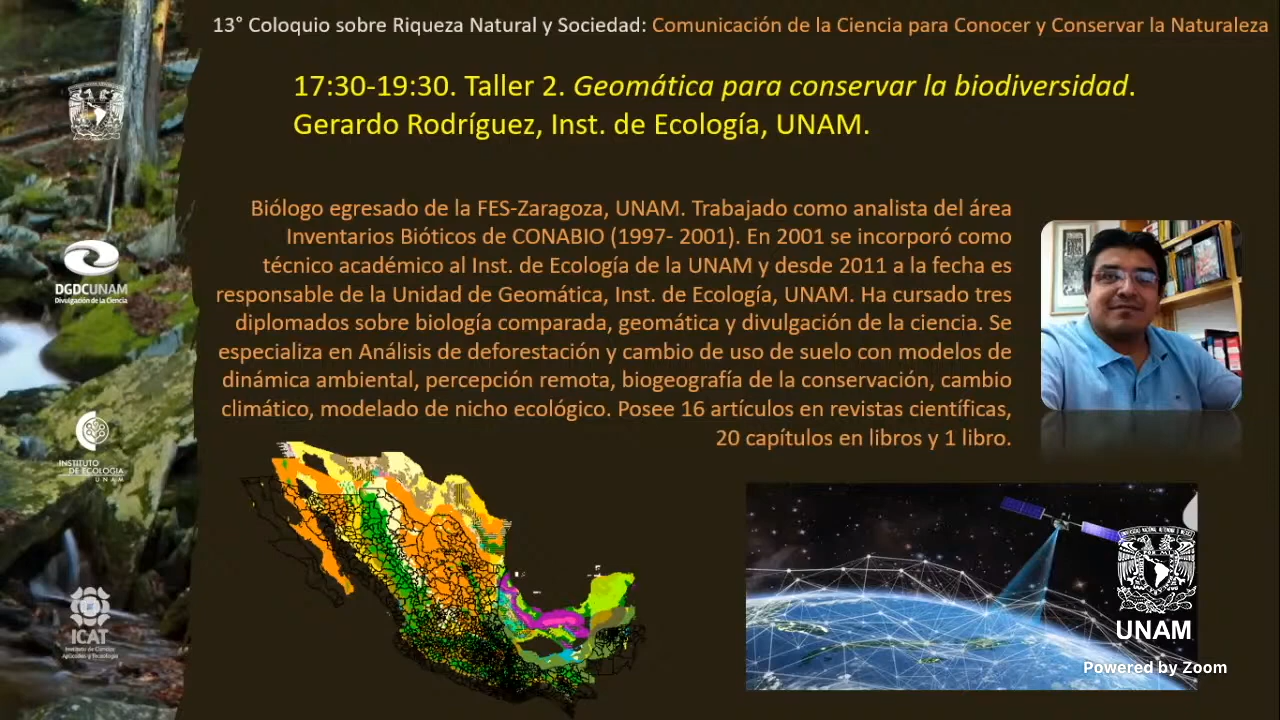 13° Coloquio sobre Riqueza Natural y Sociedad: Comunicación de la Ciencia para Conocer y Conservar la Naturaleza
17:30-19:30. Taller 2. Geomática para conservar la biodiversidad.
Gerardo Rodríguez, Inst. de Ecología, UNAM.
Biólogo egresado de la FES-Zaragoza, UNAM. Trabajado como analista del área
Inventarios Bióticos de CONABIO (1997- 2001). En 2001 se incorporó como
técnico académico al Inst. de Ecología de la UNAM y desde 2011 a la fecha es
responsable de la Unidad de Geomática, Inst. de Ecología, UNAM. Ha cursado tres
diplomados sobre biología comparada, geomática y divulgación de la ciencia. Se
especializa en Análisis de deforestación y cambio de uso de suelo con modelos de
dinámica ambiental, percepción remota, biogeografía de la conservación, cambio
climático, modelado de nicho ecológico. Posee 16 artículos en revistas científicas,
20 capítulos en libros y 1 libro.
DGDCUNAM
Divulgación de la Ciencia
INSTITUTO
DE ECOLOGÍA
UNAM
ICAT
Instituto de Ciencias
Aplicadas y Tecnología
UNAM
Powered by Zoom